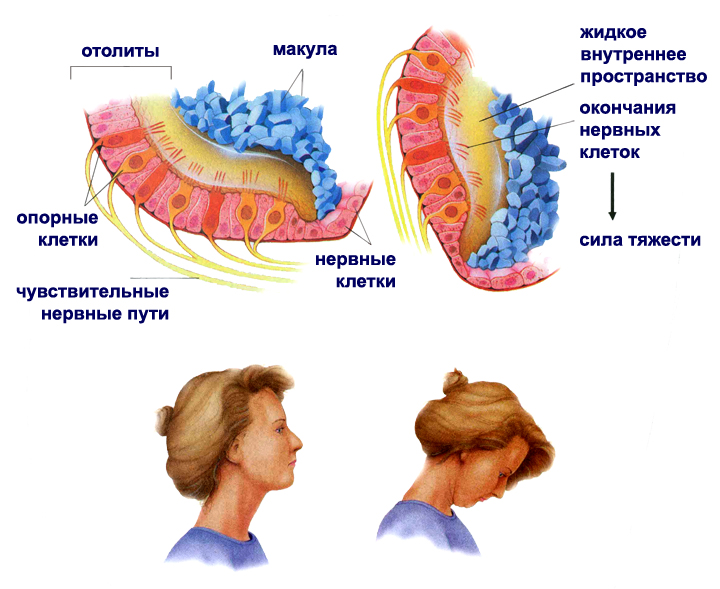 отолиты
макула
опорные
клетки
чувствительные
нервные пути
нервные
клетки
жидкое
внутреннее
пространство
окончания
нервных
клеток
сила тяжести